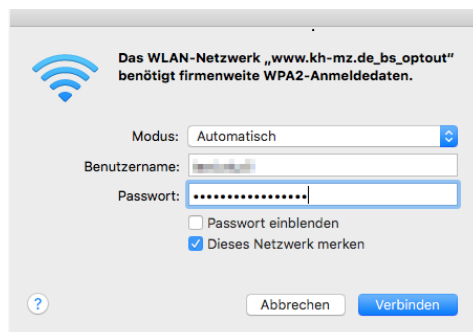 Das WLAN-Netzwerk „www.kh-mz.de_bs_optout“
benötigt firmenweite WPA2-Anmeldedaten.
Modus: Automatisch
Benutzername:
Passwort: •••••••••••••••••
Passwort einblenden
Dieses Netzwerk merken
? Abbrechen Verbinden